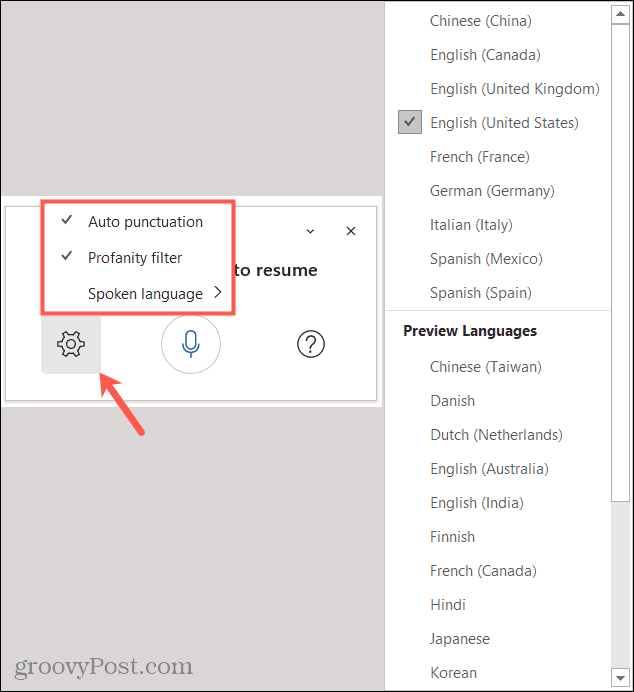 Auto punctuation
Profanity filter
to resume
Spoken language
Chinese (China)
English (Canada)
English (United Kingdom)
English (United States)
French (France)
German (Germany)
Italian (Italy)
Spanish (Mexico)
Spanish (Spain)
Preview Languages
Chinese (Taiwan)
Danish
Dutch (Netherlands)
English (Australia)
English (India)
Finnish
French (Canada)
Hindi
Japanese
Korean
groovyPost.com